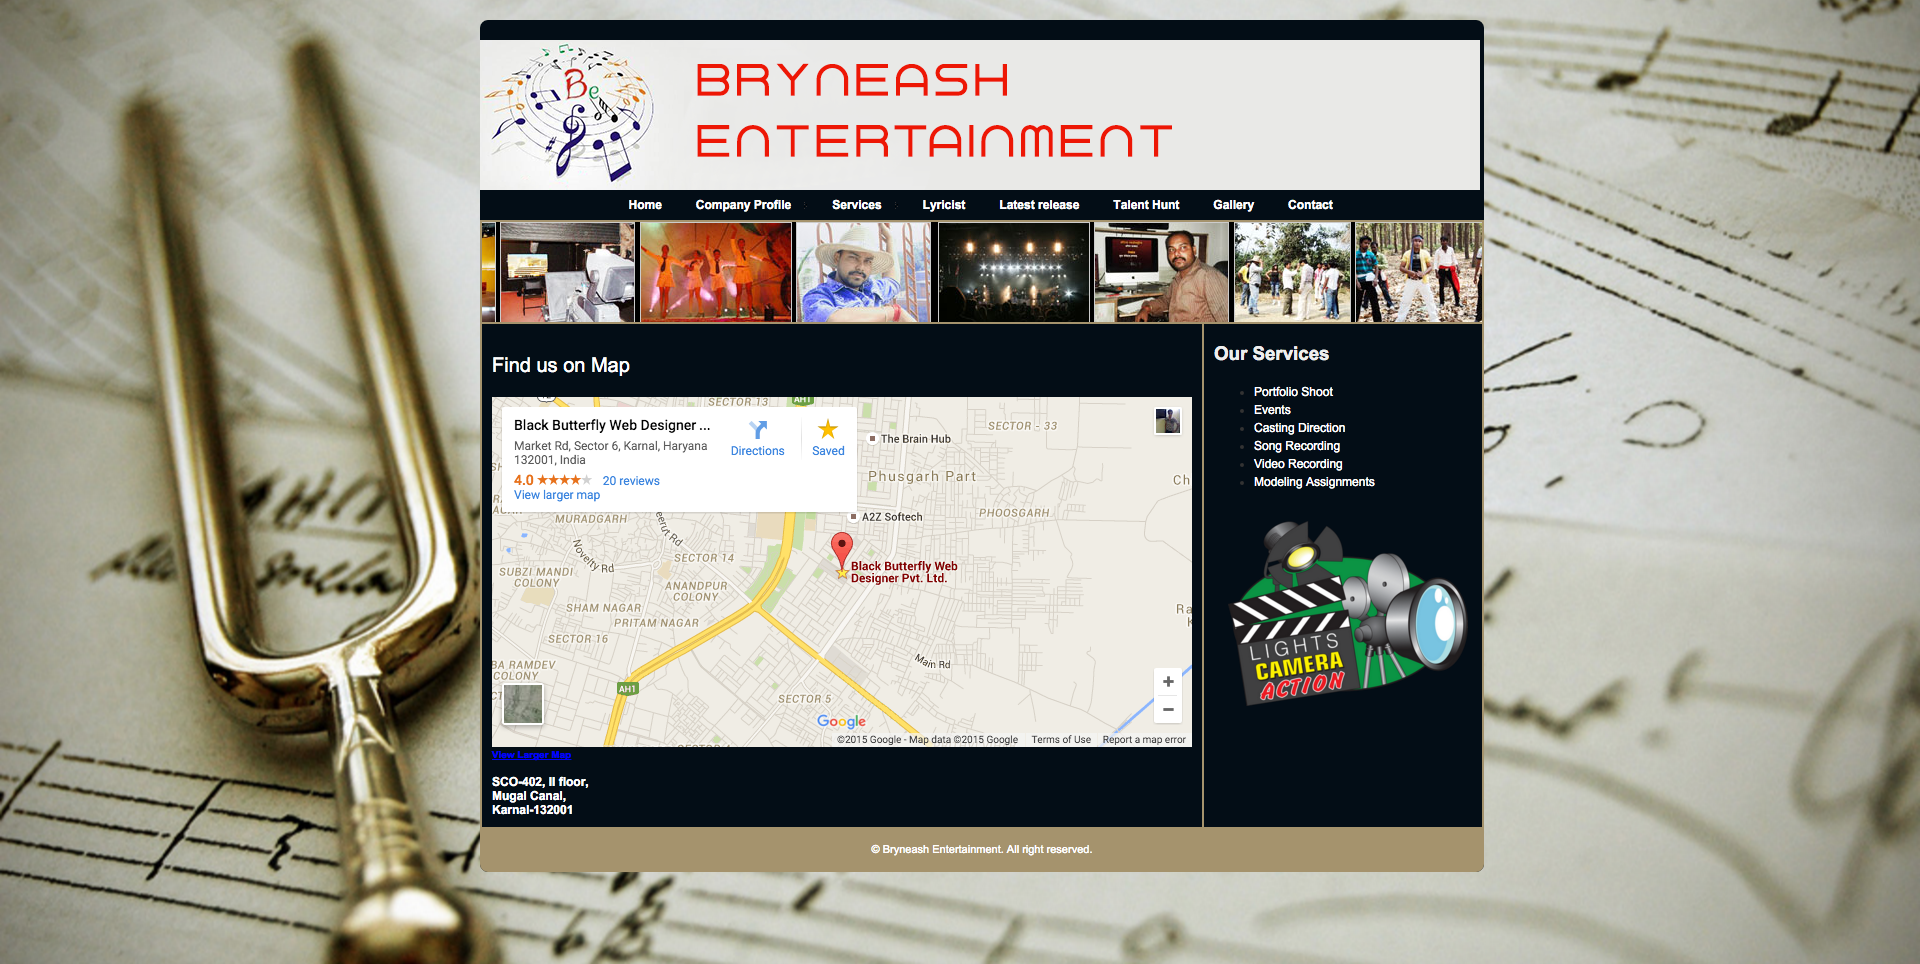 Be
BRYNEASH
ENTERTAINMENT
Home Company Profile Services Lyricist Latest release Talent Hunt Gallery Contact
Find us on Map
SECTOR 13
AH1
Black Butterfly Web Designer ...
Market Rd, Sector 6, Karnal, Haryana
132001, India
4.0 20 reviews
View larger map
Directions
Saved
The Brain Hub
SECTOR - 33
Phusgarh Part
Ch
A2Z Softech
PHOOSGARH
MURADGARH
eerut Rd
Novelty Rd
SECTOR 14
SUBZI MANDI
COLONY
ANANDPUR
COLONY
Black Butterfly Web
Designer Pvt. Ltd.
SHAM NAGAR
PRITAM NAGAR
Ra
SECTOR 16
BA RAMDEV
COLONY
Main Rd
AH1
SECTOR 5
Google
©2015 Google - Map data ©2015 Google Terms of Use Report a map error
View Larger Map
SCO-402, II floor,
Mugal Canal,
Karnal-132001
Our Services
Portfolio Shoot
Events
Casting Direction
Song Recording
Video Recording
Modeling Assignments
LIGHTS
CAMERA
ACTION
© Bryneash Entertainment. All right reserved.